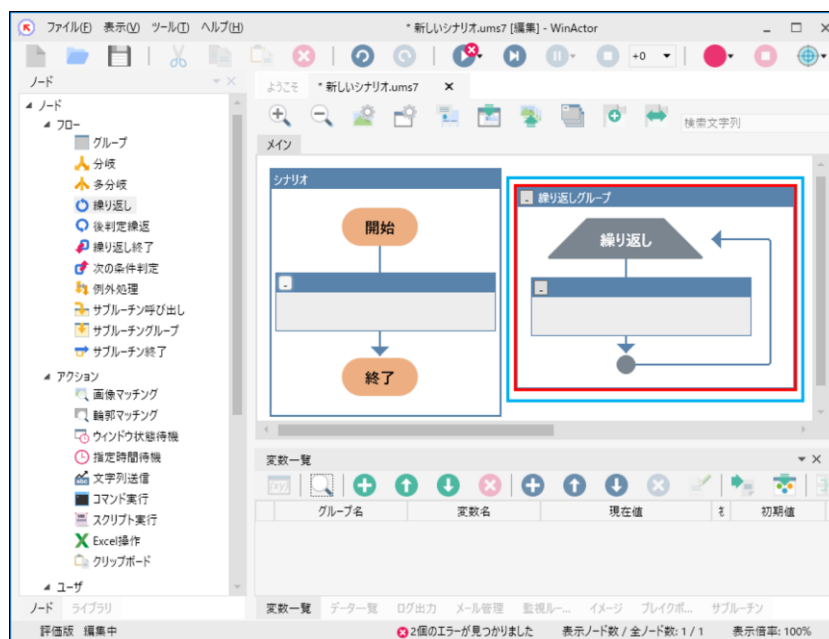 ファイル(F) 表示(V) ツール(T) ヘルプ(H) * 新しいシナリオ.ums7 [編集] - WinActor
+0
ノード
ようこそ * 新しいシナリオ.ums7
検索文字列
メイン
ノード
フロー
グループ
分岐
多分岐
繰り返し
後判定繰返
繰り返し終了
次の条件判定
例外処理
サブルーチン呼び出し
サブルーチングループ
サブルーチン終了
アクション
画像マッチング
輪郭マッチング
ウィンドウ状態待機
指定時間待機
文字列送信
コマンド実行
スクリプト実行
Excel操作
クリップボード
ユーザ
ノード ライブラリ
シナリオ
開始
終了
繰り返しグループ
繰り返し
変数一覧
グループ名 変数名 現在値 初期値
変数一覧 データ一覧 ログ出力 メール管理 監視ルー... イメージ ブレイクポ... サブルーチン
評価版 編集中 2個のエラーが見つかりました 表示ノード数 / 全ノード数: 1 / 1 表示倍率: 100%